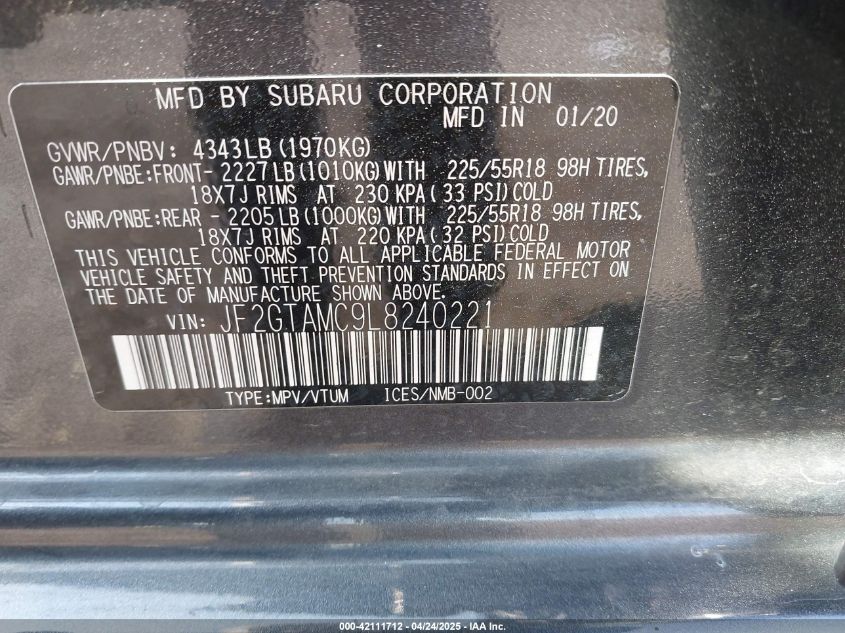 MFD BY SUBARU CORPORATION
MFD IN 01/20
GVWR/PNBV: 4343LB(1970KG)
GAWR/PNBE:FRONT- 2227LB(1010KG)WITH 225/55R18 98H TIRES,
18X7J RIMS AT 230 KPA(33 PSI)COLD
GAWR/PNBE:REAR - 2205LB(1000KG)WITH 225/55R18 98H TIRES,
18X7J RIMS AT 220 KPA(32 PSI)COLD
THIS VEHICLE CONFORMS TO ALL APPLICABLE FEDERAL MOTOR
VEHICLE SAFETY AND THEFT PREVENTION STANDARDS IN EFFECT ON
THE DATE OF MANUFACTURE SHOWN ABOVE.
VIN: JF2GTAMC9L8240221
TYPE:MPV/VTUM ICES/NMB-002
000-42111712 - 04/24/2025 - IAA Inc.